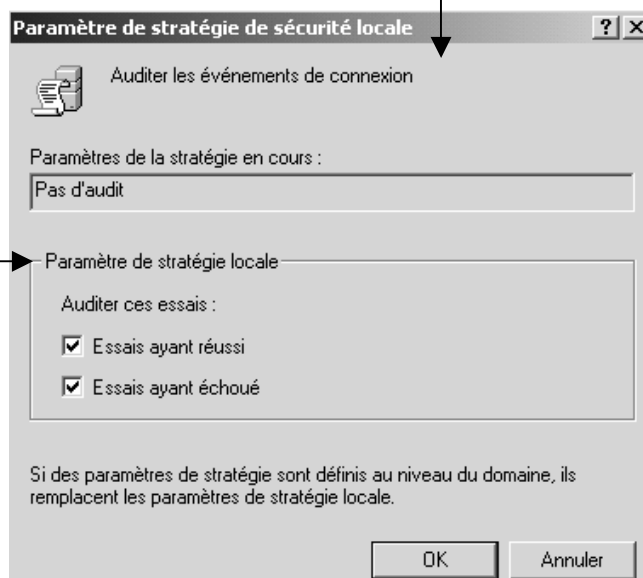 Paramètre de stratégie de sécurité locale
Auditer les événements de connexion
Paramètres de la stratégie en cours :
Pas d'audit
Paramètre de stratégie locale
Auditer ces essais :
Essais ayant réussi
Essais ayant échoué
Si des paramètres de stratégie sont définis au niveau du domaine, ils
remplacent les paramètres de stratégie locale.
OK Annuler